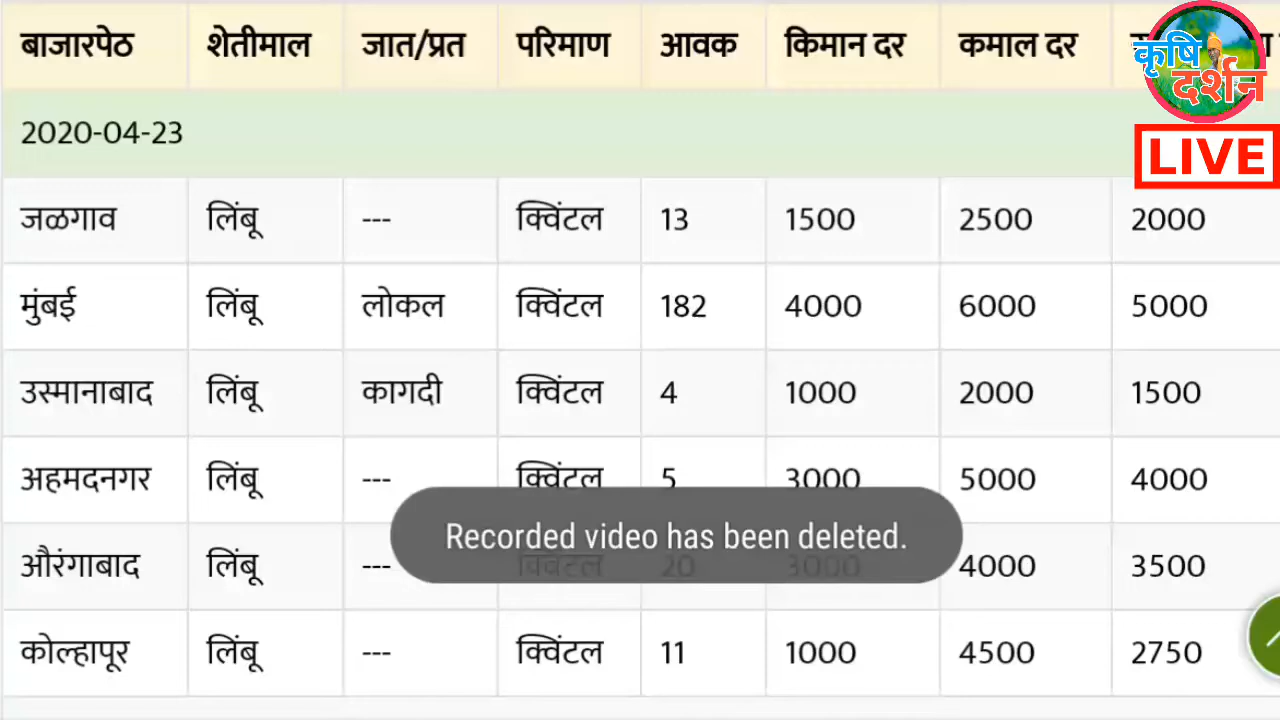 बाजारपेठ शेतीमाल जात/प्रत परिमाण आवक किमान दर कमाल दर
कृषि
दर्शन
LIVE
2020-04-23
जळगाव लिंबू --- क्विंटल 13 1500 2500 2000
मुंबई लिंबू लोकल क्विंटल 182 4000 6000 5000
उस्मानाबाद लिंबू कागदी क्विंटल 4 1000 2000 1500
अहमदनगर लिंबू --- क्विंटल 5 3000 5000 4000
Recorded video has been deleted.
औरंगाबाद लिंबू --- क्विंटल 20 3000 4000 3500
कोल्हापूर लिंबू --- क्विंटल 11 1000 4500 2750